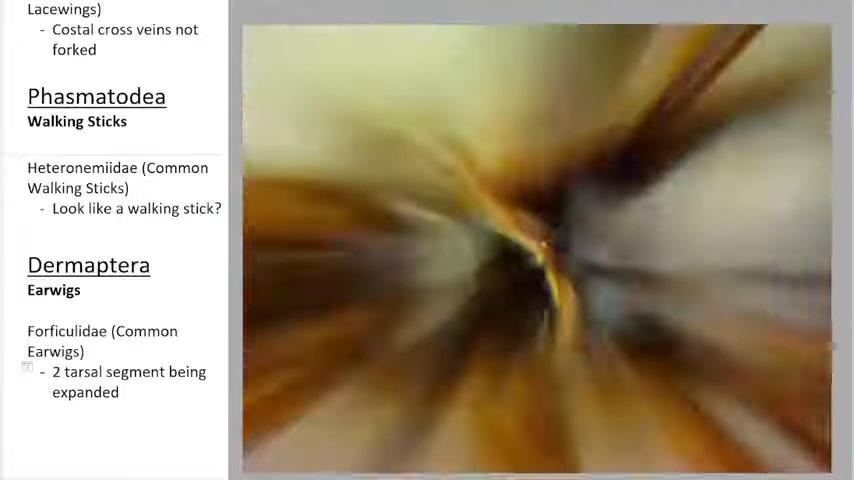 Lacewings)
- Costal cross veins not
forked
Phasmatodea
Walking Sticks
Heteronemiidae (Common
Walking Sticks)
- Look like a walking stick?
Dermaptera
Earwigs
Forficulidae (Common
Earwigs)
- 2 tarsal segment being
expanded